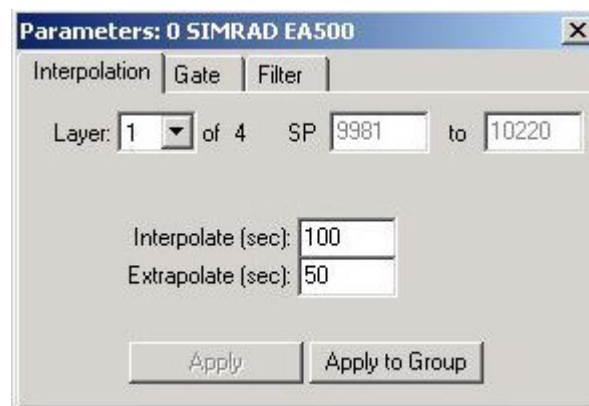 Parameters: 0 SIMRAD EA500
Interpolation Gate Filter
Layer: 1 of 4 SP 9981 to 10220
Interpolate (sec): 100
Extrapolate (sec): 50
Apply Apply to Group